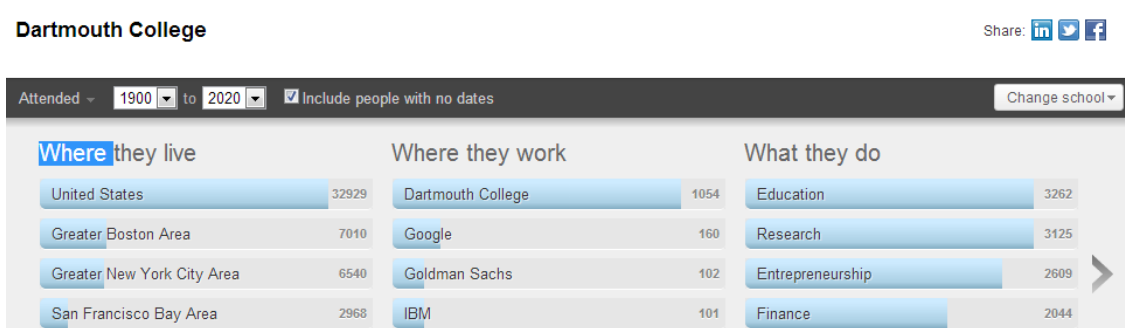 Dartmouth College
Share: in
Attended 1900 to 2020 Include people with no dates Change school
Where they live Where they work What they do
United States 32929 Dartmouth College 1054 Education 3262
Greater Boston Area 7010 Google 160 Research 3125
Greater New York City Area 6540 Goldman Sachs 102 Entrepreneurship 2609
San Francisco Bay Area 2968 IBM 101 Finance 2044